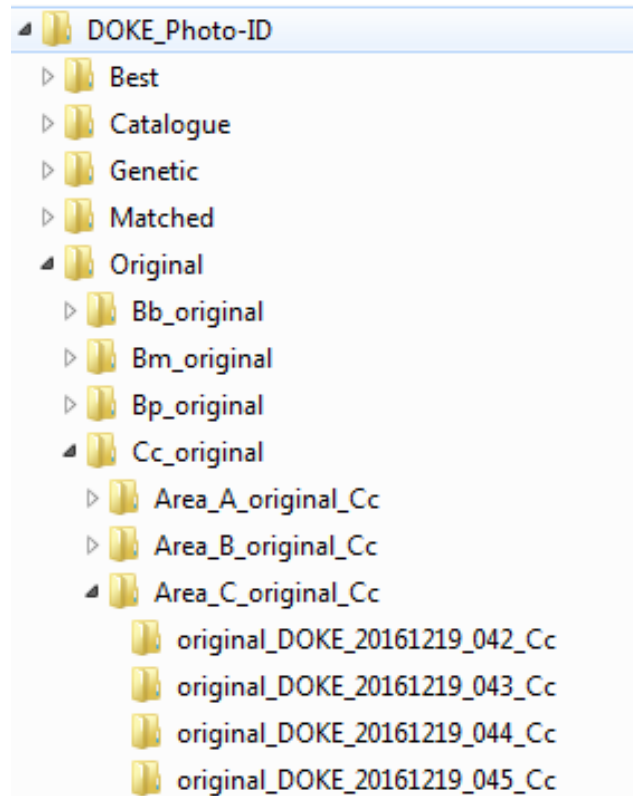 DOKE_Photo-ID
Best
Catalogue
Genetic
Matched
Original
Bb_original
Bm_original
Bp_original
Cc_original
Area_A_original_Cc
Area_B_original_Cc
Area_C_original_Cc
original_DOKE_20161219_042_Cc
original_DOKE_20161219_043_Cc
original_DOKE_20161219_044_Cc
original_DOKE_20161219_045_Cc